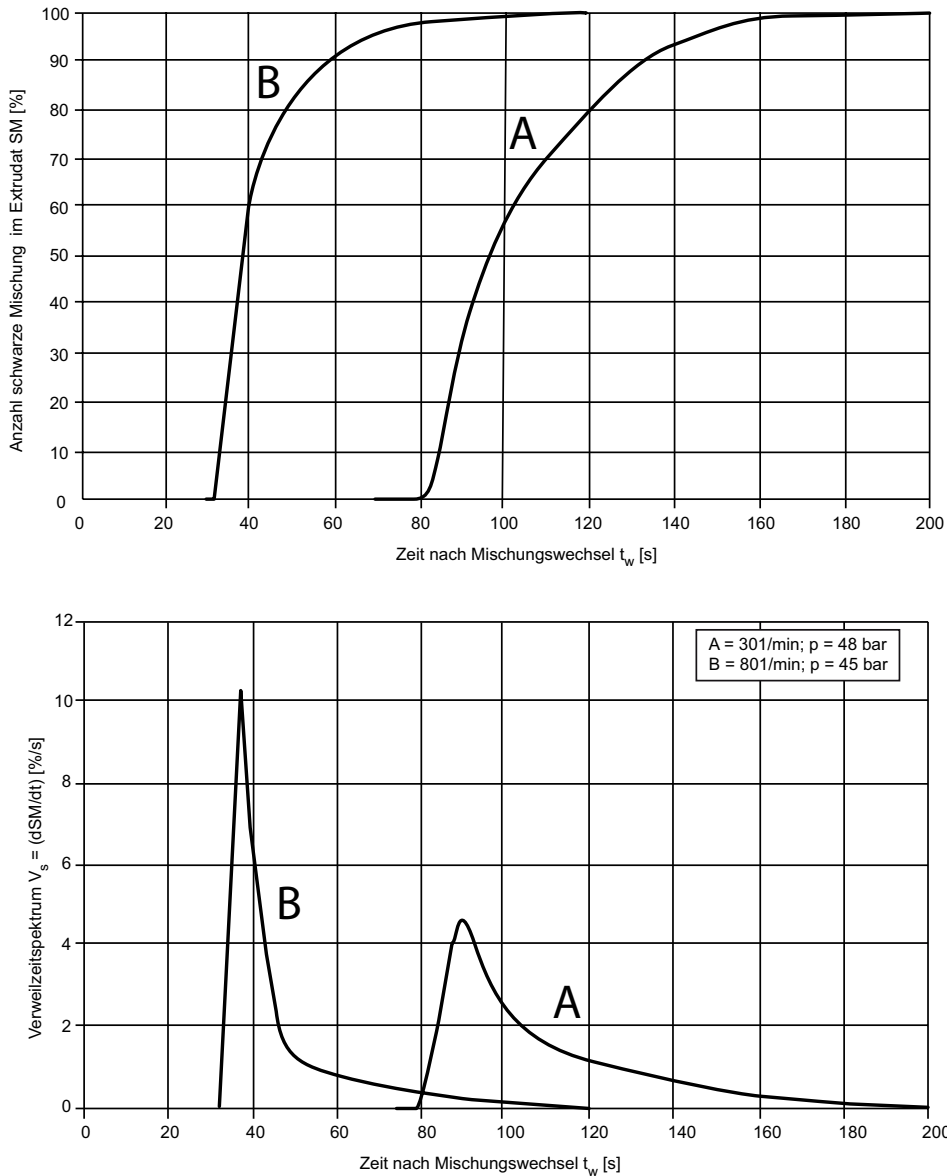 Anzahl schwarze Mischung im Extrudat SM [%]
100
90
80
70
60
50
40
30
20
10
0
B
A
0 20 40 60 80 100 120 140 160 180 200
Zeit nach Mischungswechsel t_w [s]
Verweilzeitspektrum V_s = (dSM/dt) [%/s]
12
10
8
6
4
2
0
A = 301/min; p = 48 bar
B = 801/min; p = 45 bar
B
A
0 20 40 60 80 100 120 140 160 180 200
Zeit nach Mischungswechsel t_w [s]